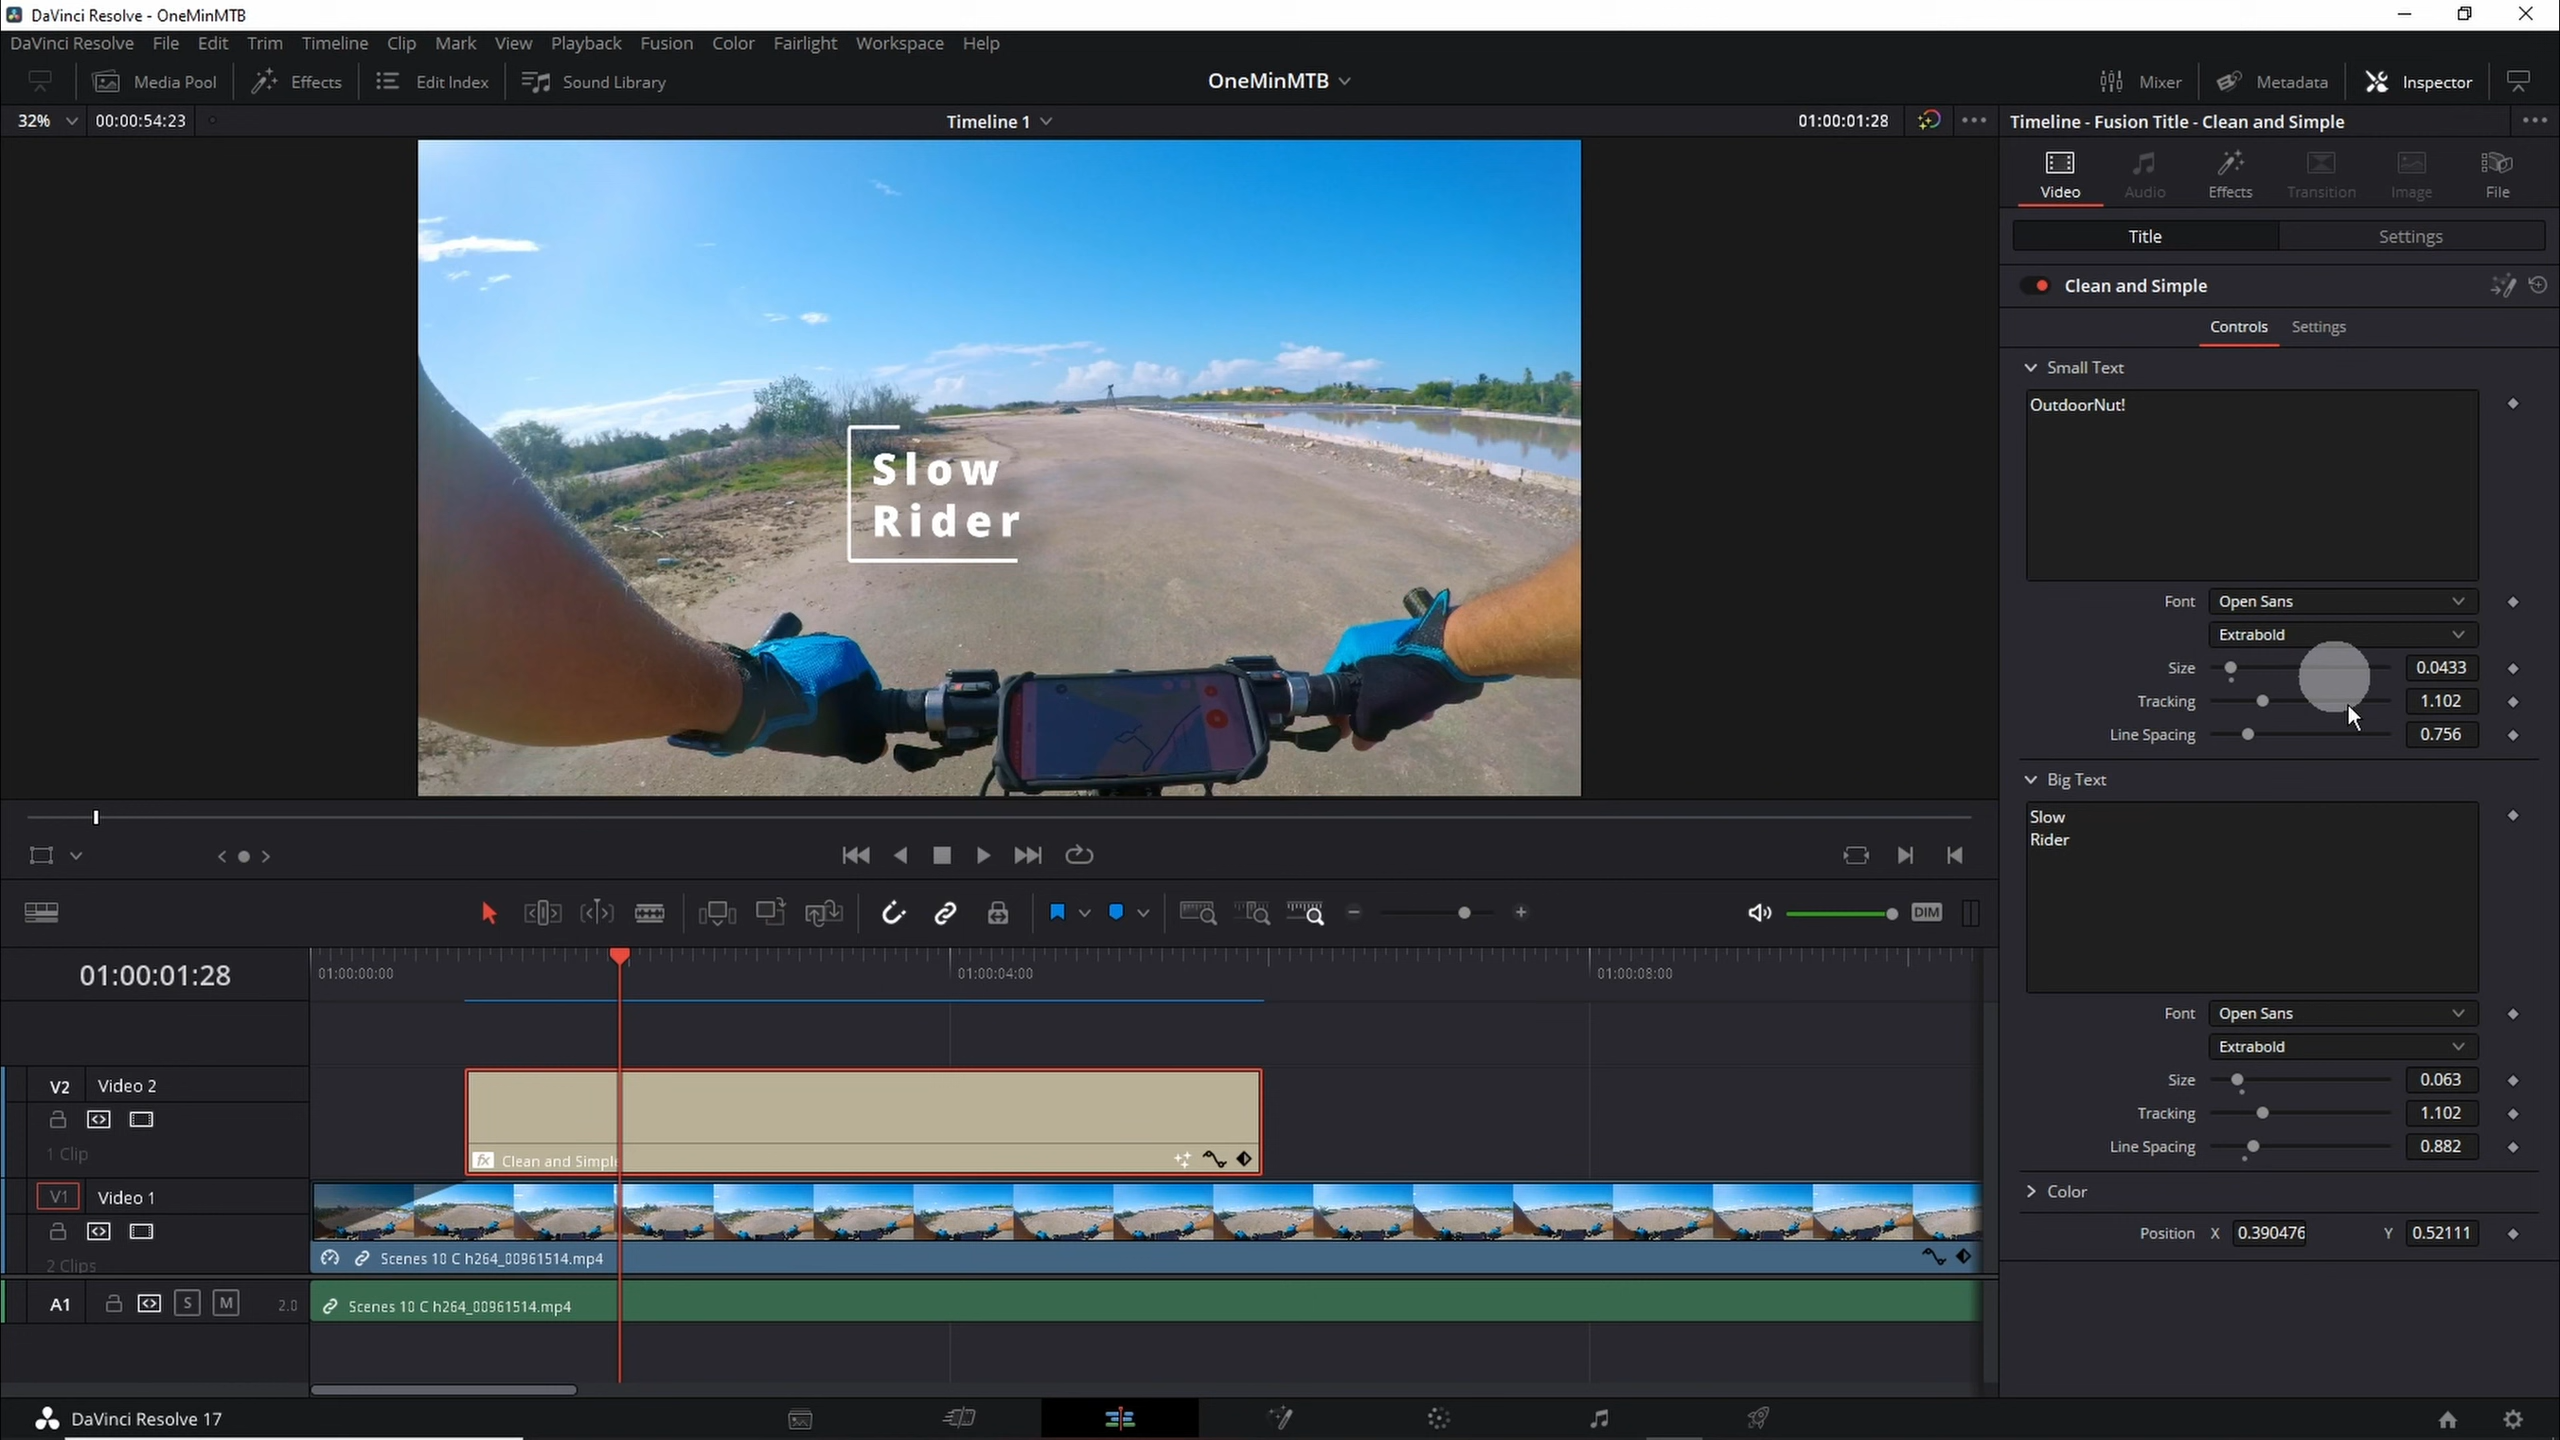 DaVinci Resolve - OneMinMTB
DaVinci Resolve File Edit Trim Timeline Clip Mark View Playback Fusion Color Fairlight Workspace Help
Media Pool Effects Edit Index Sound Library OneMinMTB Mixer Metadata Inspector
32% 00:00:54:23 Timeline 1 01:00:01:28 Timeline - Fusion Title - Clean and Simple
Video Audio Effects Transition Image File
Title Settings
Clean and Simple
Controls Settings
Small Text
OutdoorNut!
Font Open Sans
Extrabold
Size 0.0433
Tracking 1.102
Line Spacing 0.756
Big Text
Slow
Rider
Font Open Sans
Extrabold
Size 0.063
Tracking 1.102
Line Spacing 0.882
Color
Position X 0.390476 Y 0.52111
Slow
Rider
DIM
01:00:01:28 01:00:00:00 01:00:04:00 01:00:08:00
V2 Video 2
1 Clip
fx Clean and Simple
V1 Video 1
2 Clips
Scenes 10 C h264_00961514.mp4
A1 S M 2.0
Scenes 10 C h264_00961514.mp4
DaVinci Resolve 17